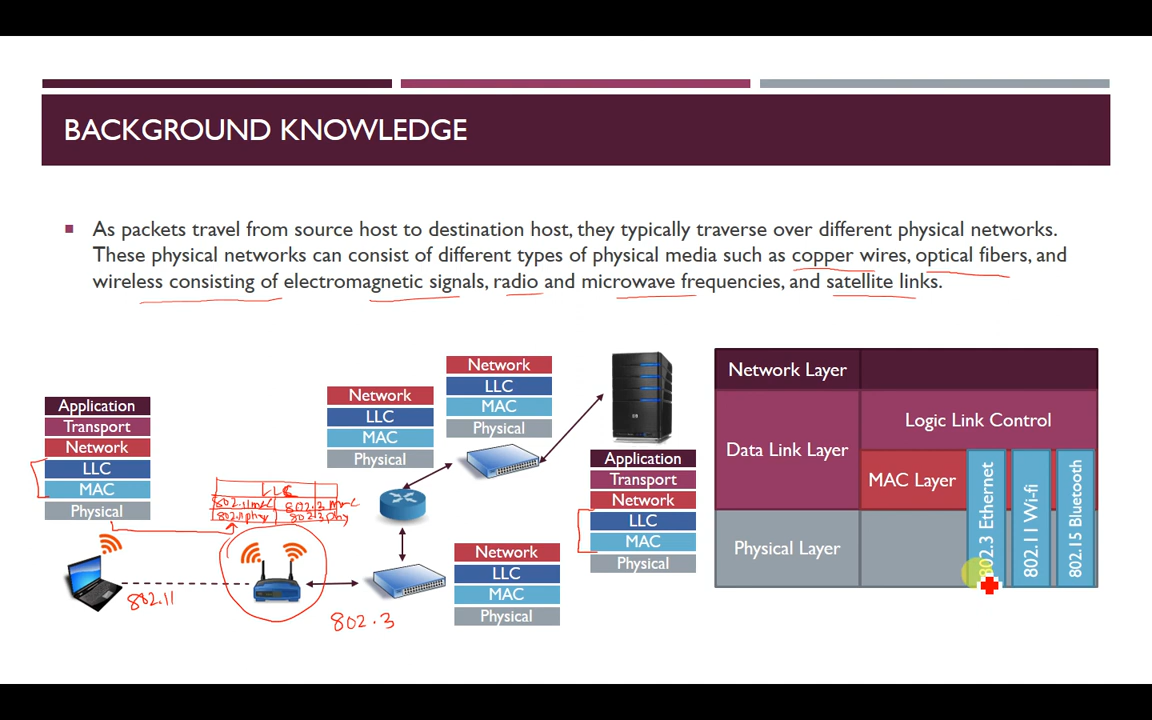 BACKGROUND KNOWLEDGE
As packets travel from source host to destination host, they typically traverse over different physical networks.
These physical networks can consist of different types of physical media such as copper wires, optical fibers, and
wireless consisting of electromagnetic signals, radio and microwave frequencies, and satellite links.
Application
Transport
Network
LLC
MAC
Physical
802.11
LLC
802.11 mac 802.3 mac
802.11 phy 802.3 phy
802.3
Network
LLC
MAC
Physical
Network
LLC
MAC
Physical
Network
LLC
MAC
Physical
Application
Transport
Network
LLC
MAC
Physical
Network Layer
Data Link Layer
Physical Layer
Logic Link Control
MAC Layer
802.3 Ethernet
802.11 Wi-fi
802.15 Bluetooth